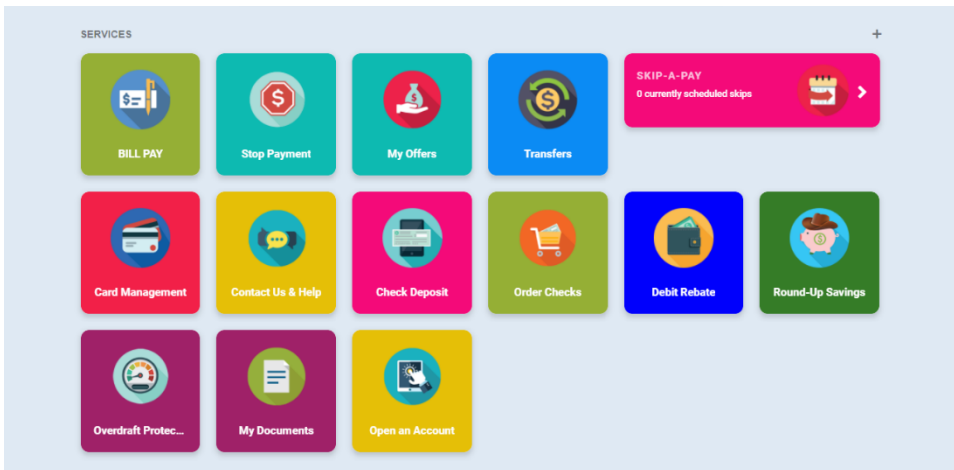 SERVICES
+
BILL PAY
Stop Payment
My Offers
Transfers
SKIP-A-PAY
0 currently scheduled skips
Card Management
Contact Us & Help
Check Deposit
Order Checks
Debit Rebate
Round-Up Savings
Overdraft Protec...
My Documents
Open an Account